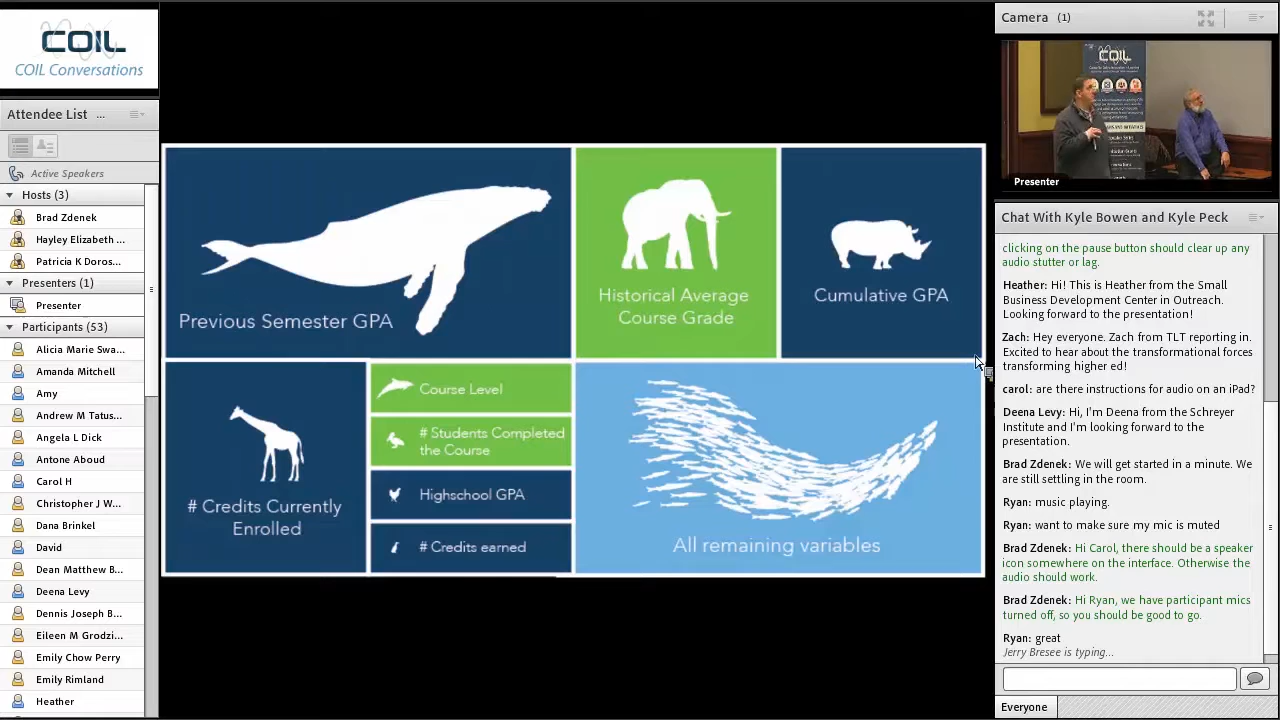 COIL
COIL Conversations
Attendee List ...
Active Speakers
Hosts (3)
Brad Zdenek
Hayley Elizabeth ...
Patricia K Doros...
Presenters (1)
Presenter
Participants (53)
Alicia Marie Swa...
Amanda Mitchell
Amy
Andrew M Tatus...
Angela L Dick
Antone Aboud
Carol H
Christopher J W...
Dana Brinkel
David
Dean Matthew B...
Deena Levy
Dennis Joseph B...
Eileen M Grodzi...
Emily Chow Perry
Emily Rimland
Heather
Previous Semester GPA
Historical Average
Course Grade
Cumulative GPA
# Credits Currently
Enrolled
Course Level
# Students Completed
the Course
Highschool GPA
# Credits earned
All remaining variables
Camera (1)
COIL
Presenter
Chat With Kyle Bowen and Kyle Peck
clicking on the pause button should clear up any
audio stutter or lag.
Heather: Hi! This is Heather from the Small
Business Development Center in Outreach.
Looking forward to the presentation!
Zach: Hey everyone. Zach from TLT reporting in.
Excited to hear about the transformational forces
transforming higher ed!
carol: are there instructions for audio on an iPad?
Deena Levy: Hi, I'm Deena from the Schreyer
Institute and I'm looking forward to the
presentation.
Brad Zdenek: We will get started in a minute. We
are still settling in the room.
Ryan: music playing.
Ryan: want to make sure my mic is muted
Brad Zdenek: Hi Carol, there should be a speaker
icon somewhere on the interface. Otherwise the
audio should work.
Brad Zdenek: Hi Ryan, we have participant mics
turned off, so you should be good to go.
Ryan: great
Jerry Bresee is typing...
Everyone